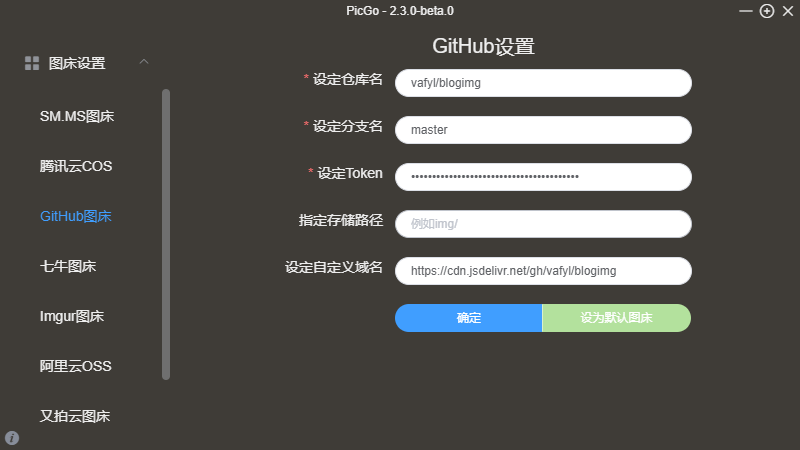 PicGo - 2.3.0-beta.0
图床设置
SM.MS图床
腾讯云COS
GitHub图床
七牛图床
Imgur图床
阿里云OSS
又拍云图床
GitHub设置
* 设定仓库名
vafyl/blogimg
* 设定分支名
master
* 设定Token
••••••••••••••••••••••••••••••••••••••••
指定存储路径
例如img/
设定自定义域名
https://cdn.jsdelivr.net/gh/vafyl/blogimg
确定
设为默认图床